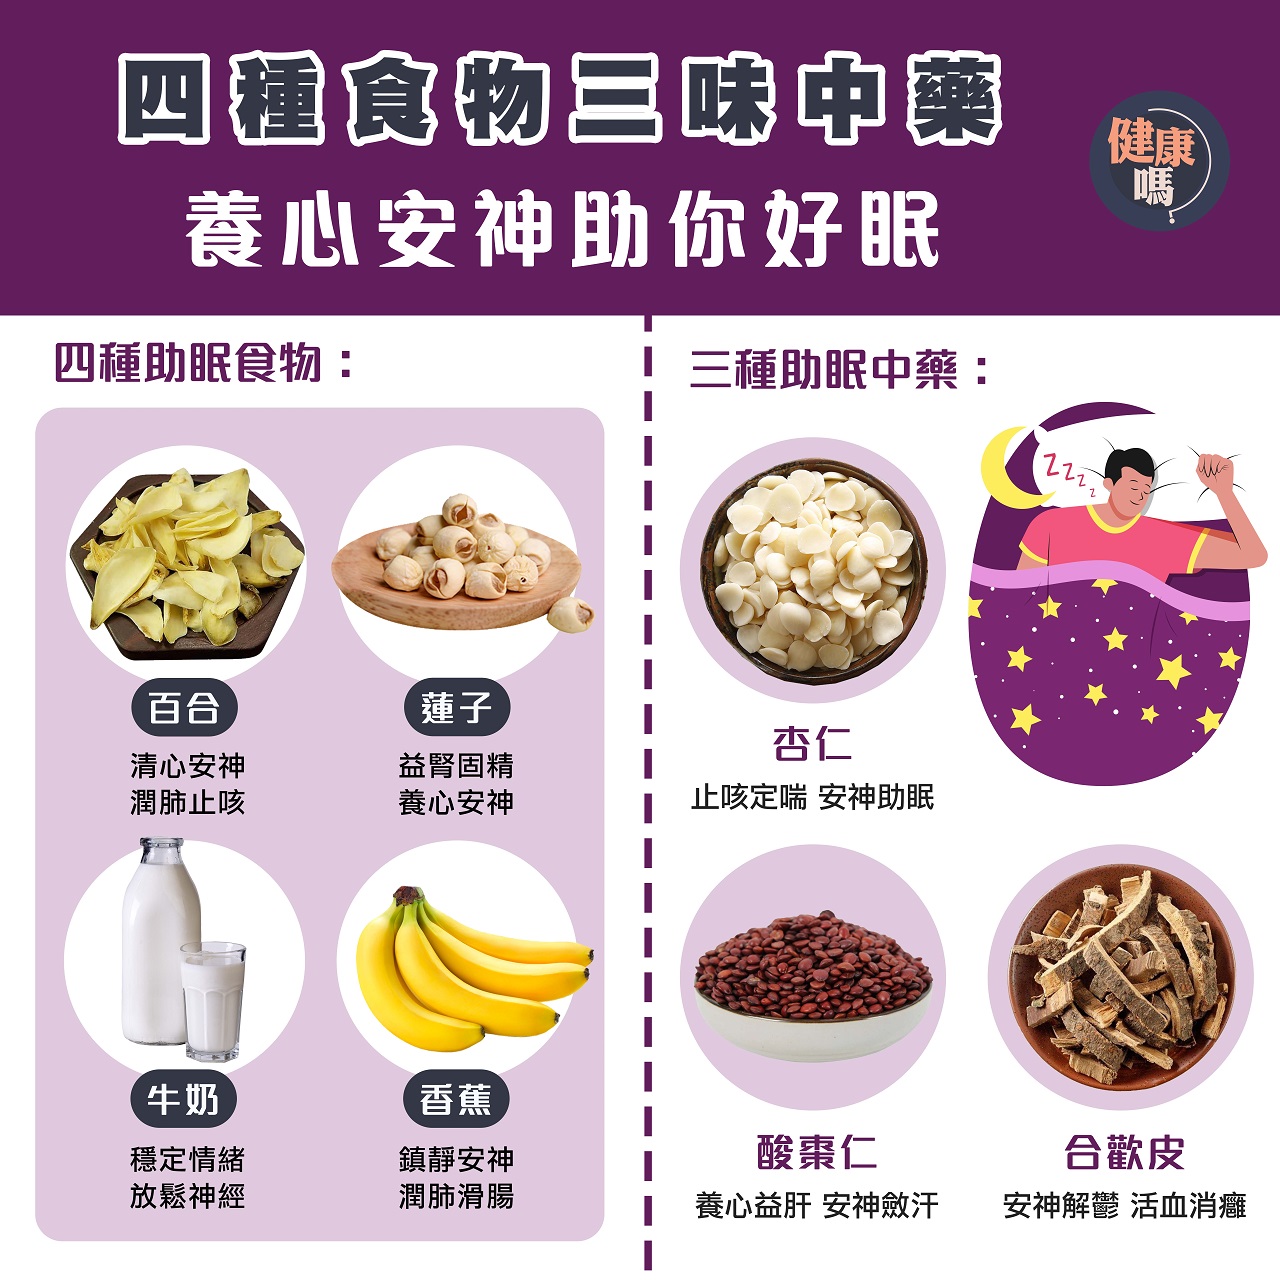 四種食物三味中藥
養心安神助你好眠
健康
嗎?
四種助眠食物：
百合
清心安神
潤肺止咳
蓮子
益腎固精
養心安神
牛奶
穩定情緒
放鬆神經
香蕉
鎮靜安神
潤肺滑腸
三種助眠中藥：
Zzzz
杏仁
止咳定喘 安神助眠
酸棗仁
養心益肝 安神斂汗
合歡皮
安神解鬱 活血消癰